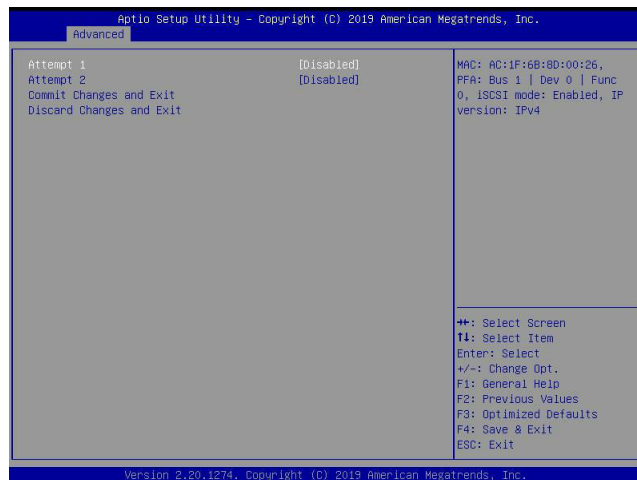 Aptio Setup Utility – Copyright (C) 2019 American Megatrends, Inc.
Advanced
Attempt 1 [Disabled]
Attempt 2 [Disabled]
Commit Changes and Exit
Discard Changes and Exit
MAC: AC:1F:6B:8D:00:26,
PFA: Bus 1 | Dev 0 | Func
0, iSCSI mode: Enabled, IP
version: IPv4
→←: Select Screen
↑↓: Select Item
Enter: Select
+/-: Change Opt.
F1: General Help
F2: Previous Values
F3: Optimized Defaults
F4: Save & Exit
ESC: Exit
Version 2.20.1274. Copyright (C) 2019 American Megatrends, Inc.